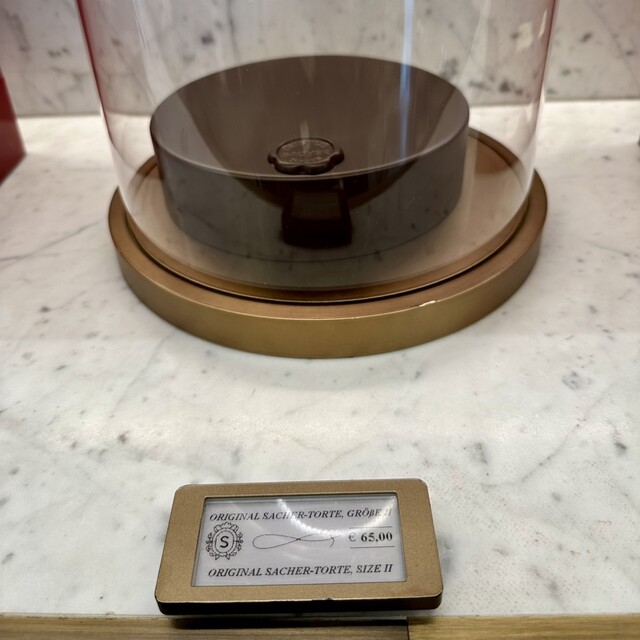 ORIGINAL SACHER-TORTE, GRÖßE II
S
€ 65,00
ORIGINAL SACHER-TORTE, SIZE II